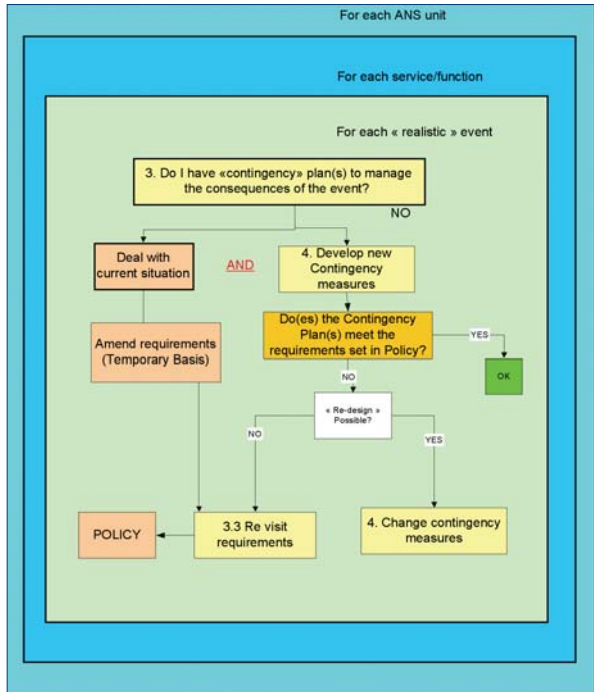 For each ANS unit
For each service/function
For each « realistic » event
3. Do I have «contingency» plan(s) to manage
the consequences of the event?
NO
Deal with
current situation
AND
4. Develop new
Contingency
measures
Amend requirements
(Temporary Basis)
Do(es) the Contingency
Plan(s) meet the
requirements set in Policy?
YES
OK
NO
« Re-design »
Possible?
NO
YES
POLICY
3.3 Re visit
requirements
4. Change contingency
measures